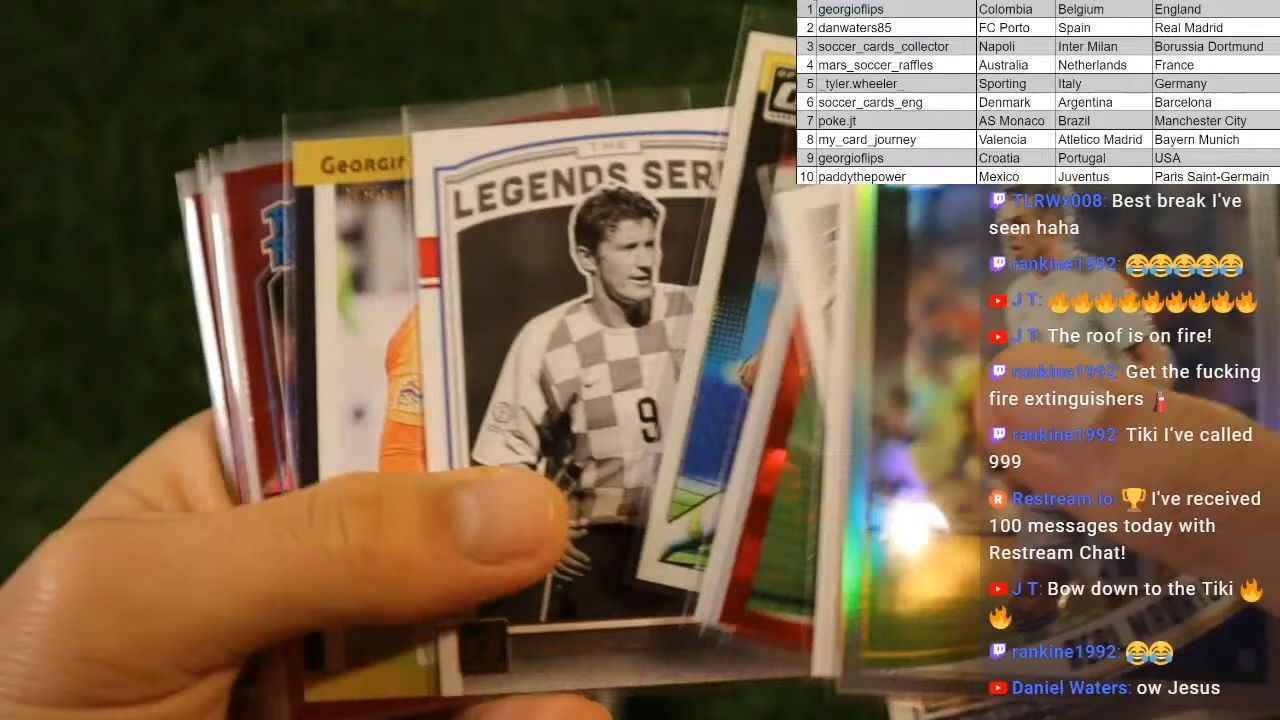 1 georgioflips Colombia Belgium England
2 danwaters85 FC Porto Spain Real Madrid
3 soccer_cards_collector Napoli Inter Milan Borussia Dortmund
4 mars_soccer_raffles Australia Netherlands France
5 _tyler.wheeler_ Sporting Italy Germany
6 soccer_cards_eng Denmark Argentina Barcelona
7 poke.jt AS Monaco Brazil Manchester City
8 my_card_journey Valencia Atletico Madrid Bayern Munich
9 georgioflips Croatia Portugal USA
10 paddythepower Mexico Juventus Paris Saint-Germain
TLRWx008: Best break I've
seen haha
rankine1992: 😂😂😂😂😂
J T: 🔥🔥🔥🔥🔥🔥🔥🔥🔥
J T: The roof is on fire!
rankine1992: Get the fucking
fire extinguishers 🧯
rankine1992: Tiki I've called
999
Restream.io: 🏆 I've received
100 messages today with
Restream Chat!
J T: Bow down to the Tiki 🔥
🔥
rankine1992: 😂😂
Daniel Waters: ow Jesus
THE
LEGENDS SER
GEORGIN
9